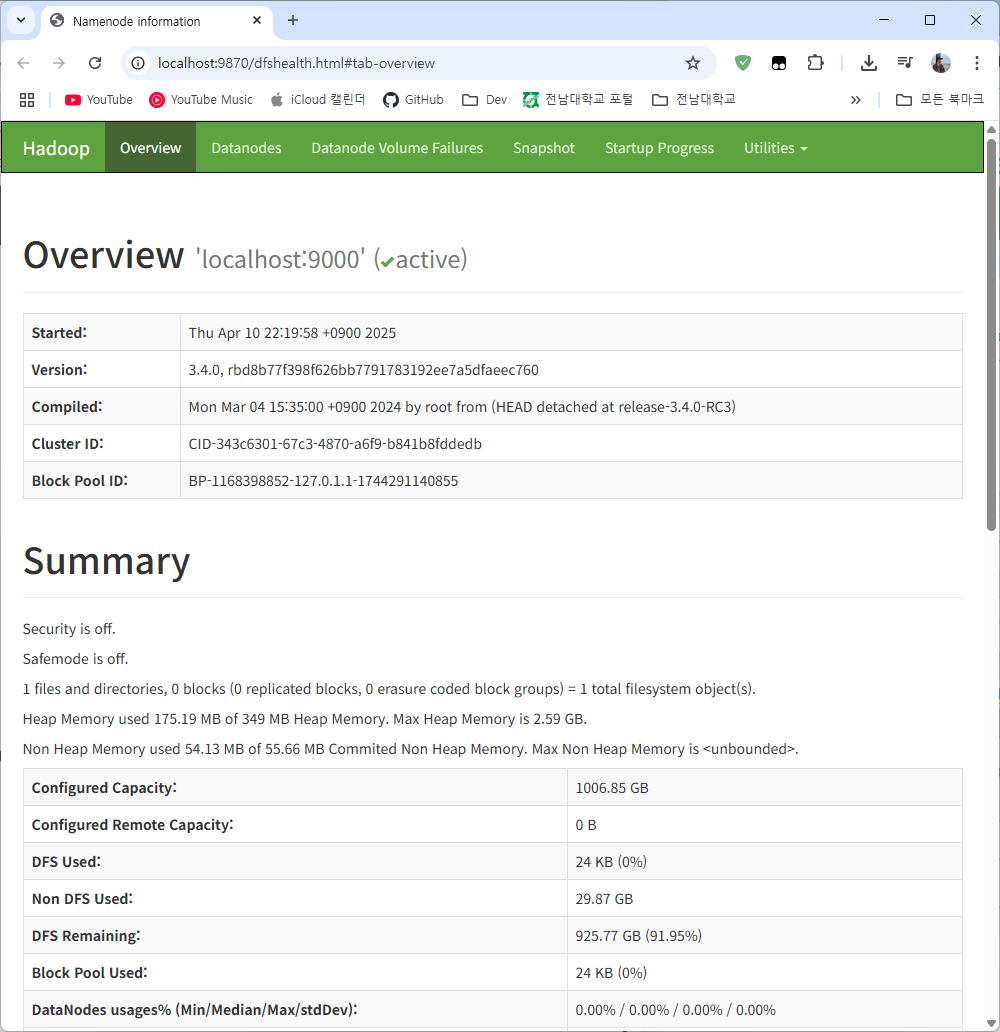 Namenode information
localhost:9870/dfshealth.html#tab-overview
YouTube YouTube Music iCloud 캘린더 GitHub Dev 전남대학교 포털 전남대학교 » 모든 북마크
Hadoop Overview Datanodes Datanode Volume Failures Snapshot Startup Progress Utilities
Overview 'localhost:9000' (✔active)
Started: Thu Apr 10 22:19:58 +0900 2025
Version: 3.4.0, rbd8b77f398f626bb7791783192ee7a5dfaeec760
Compiled: Mon Mar 04 15:35:00 +0900 2024 by root from (HEAD detached at release-3.4.0-RC3)
Cluster ID: CID-343c6301-67c3-4870-a6f9-b841b8fddedb
Block Pool ID: BP-1168398852-127.0.1.1-1744291140855
Summary
Security is off.
Safemode is off.
1 files and directories, 0 blocks (0 replicated blocks, 0 erasure coded block groups) = 1 total filesystem object(s).
Heap Memory used 175.19 MB of 349 MB Heap Memory. Max Heap Memory is 2.59 GB.
Non Heap Memory used 54.13 MB of 55.66 MB Commited Non Heap Memory. Max Non Heap Memory is <unbounded>.
Configured Capacity: 1006.85 GB
Configured Remote Capacity: 0 B
DFS Used: 24 KB (0%)
Non DFS Used: 29.87 GB
DFS Remaining: 925.77 GB (91.95%)
Block Pool Used: 24 KB (0%)
DataNodes usages% (Min/Median/Max/stdDev): 0.00% / 0.00% / 0.00% / 0.00%